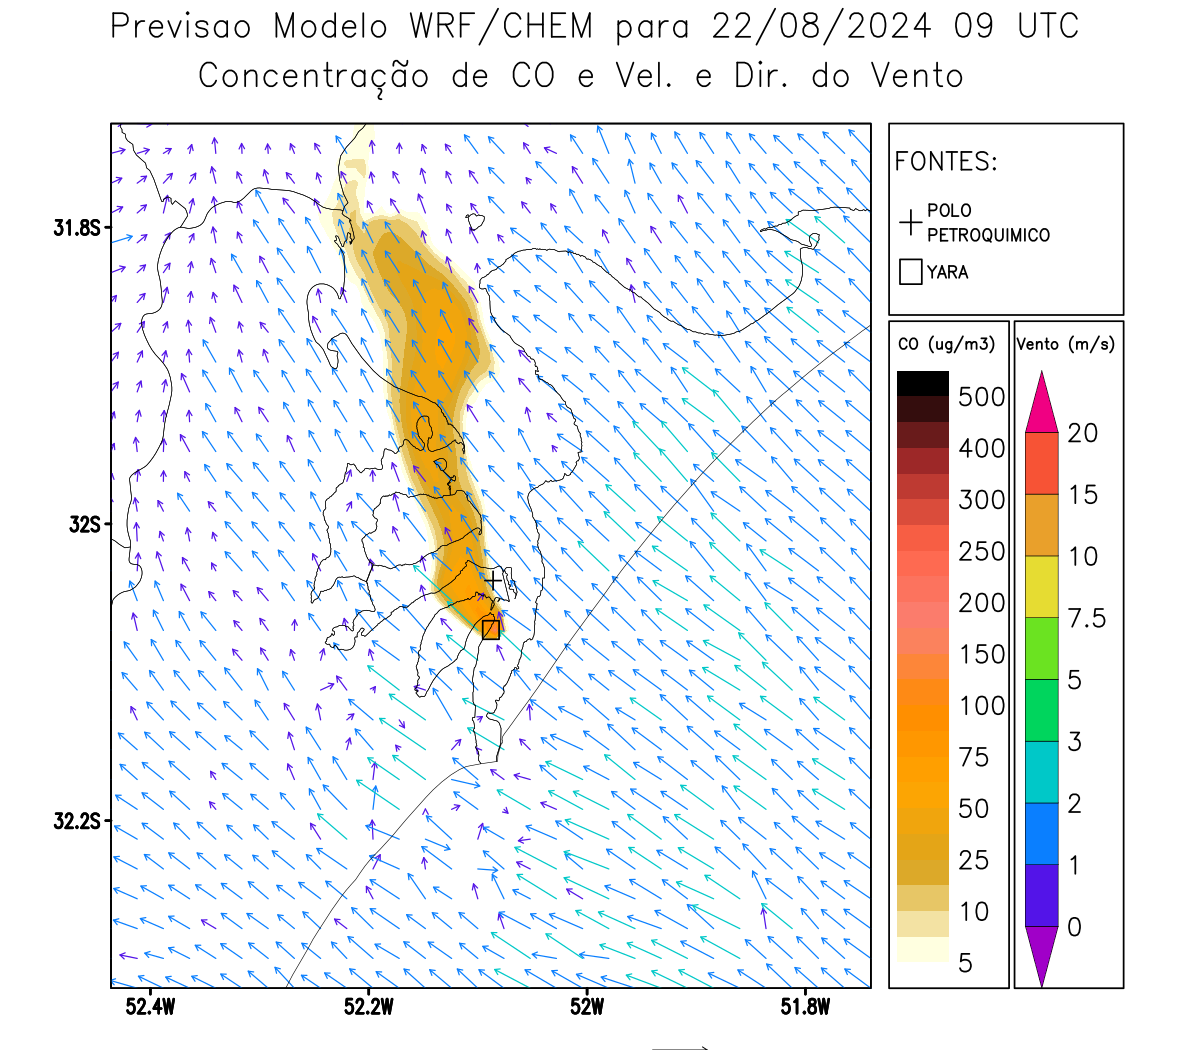 Previsao Modelo WRF/CHEM para 22/08/2024 09 UTC
Concentração de CO e Vel. e Dir. do Vento
FONTES:
POLO
PETROQUIMICO
YARA
CO (ug/m3)
500
400
300
250
200
150
100
75
50
25
10
5
Vento (m/s)
20
15
10
7.5
5
3
2
1
0
31.8S
32S
32.2S
52.4W
52.2W
52W
51.8W